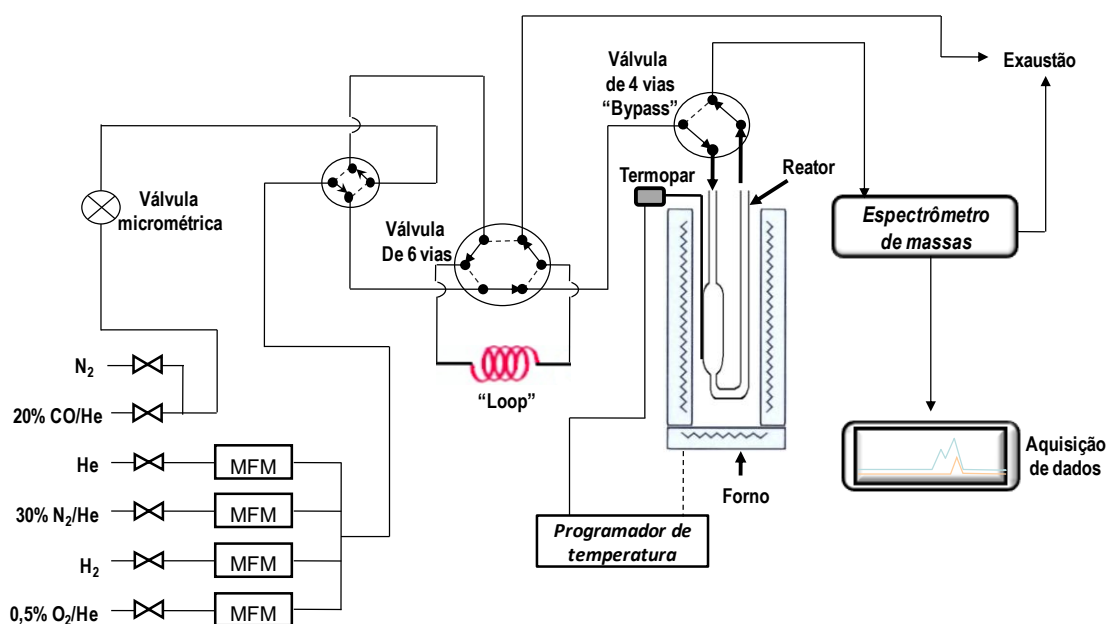 Válvula
de 4 vias
“Bypass”
Exaustão
Termopar
Reator
Válvula
micrométrica
Válvula
De 6 vias
Espectrômetro
de massas
N2
20% CO/He
“Loop”
He
MFM
30% N2/He
MFM
H2
MFM
0,5% O2/He
MFM
Forno
Programador de
temperatura
Aquisição
de dados